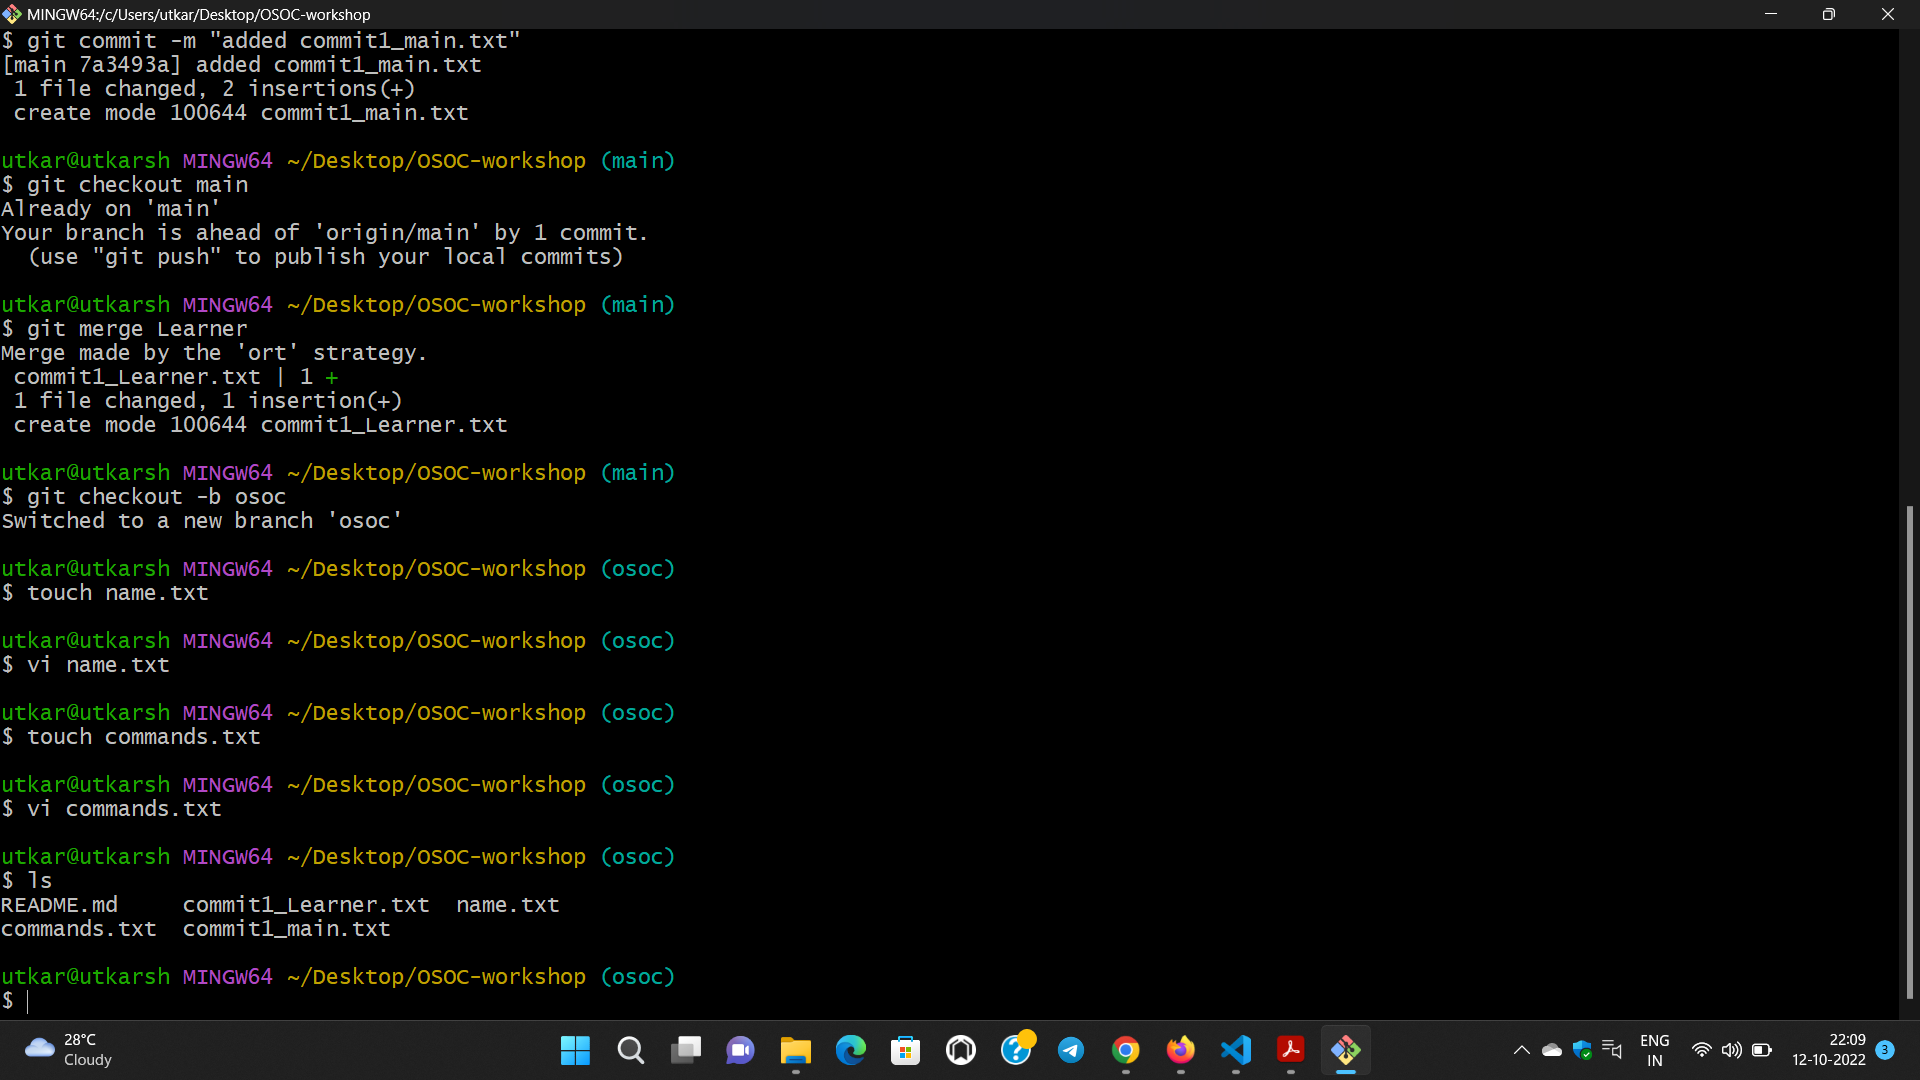 MINGW64:/c/Users/utkar/Desktop/OSOC-workshop
$ git commit -m "added commit1_main.txt"
[main 7a3493a] added commit1_main.txt
 1 file changed, 2 insertions(+)
 create mode 100644 commit1_main.txt
utkar@utkarsh MINGW64 ~/Desktop/OSOC-workshop (main)
$ git checkout main
Already on 'main'
Your branch is ahead of 'origin/main' by 1 commit.
  (use "git push" to publish your local commits)
utkar@utkarsh MINGW64 ~/Desktop/OSOC-workshop (main)
$ git merge Learner
Merge made by the 'ort' strategy.
 commit1_Learner.txt | 1 +
 1 file changed, 1 insertion(+)
 create mode 100644 commit1_Learner.txt
utkar@utkarsh MINGW64 ~/Desktop/OSOC-workshop (main)
$ git checkout -b osoc
Switched to a new branch 'osoc'
utkar@utkarsh MINGW64 ~/Desktop/OSOC-workshop (osoc)
$ touch name.txt
utkar@utkarsh MINGW64 ~/Desktop/OSOC-workshop (osoc)
$ vi name.txt
utkar@utkarsh MINGW64 ~/Desktop/OSOC-workshop (osoc)
$ touch commands.txt
utkar@utkarsh MINGW64 ~/Desktop/OSOC-workshop (osoc)
$ vi commands.txt
utkar@utkarsh MINGW64 ~/Desktop/OSOC-workshop (osoc)
$ ls
README.md     commit1_Learner.txt  name.txt
commands.txt  commit1_main.txt
utkar@utkarsh MINGW64 ~/Desktop/OSOC-workshop (osoc)
$
28°C
Cloudy
ENG
IN
22:09
12-10-2022
3